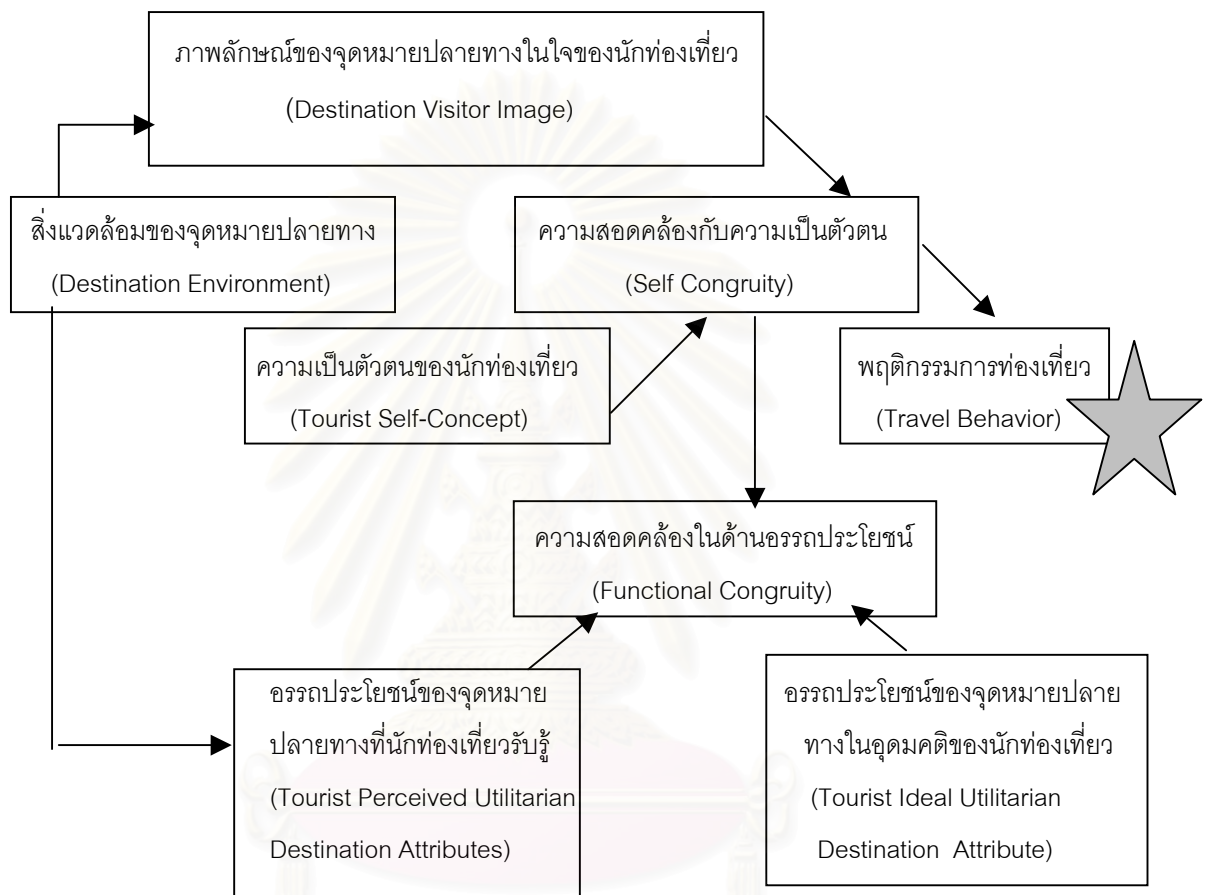 ภาพลักษณ์ของจุดหมายปลายทางในใจของนักท่องเที่ยว
(Destination Visitor Image)
สิ่งแวดล้อมของจุดหมายปลายทาง
(Destination Environment)
ความสอดคล้องกับความเป็นตัวตน
(Self Congruity)
ความเป็นตัวตนของนักท่องเที่ยว
(Tourist Self-Concept)
พฤติกรรมการท่องเที่ยว
(Travel Behavior)
ความสอดคล้องในด้านอรรถประโยชน์
(Functional Congruity)
อรรถประโยชน์ของจุดหมาย
ปลายทางที่นักท่องเที่ยวรับรู้
(Tourist Perceived Utilitarian
Destination Attributes)
อรรถประโยชน์ของจุดหมายปลาย
ทางในอุดมคติของนักท่องเที่ยว
(Tourist Ideal Utilitarian
Destination Attribute)